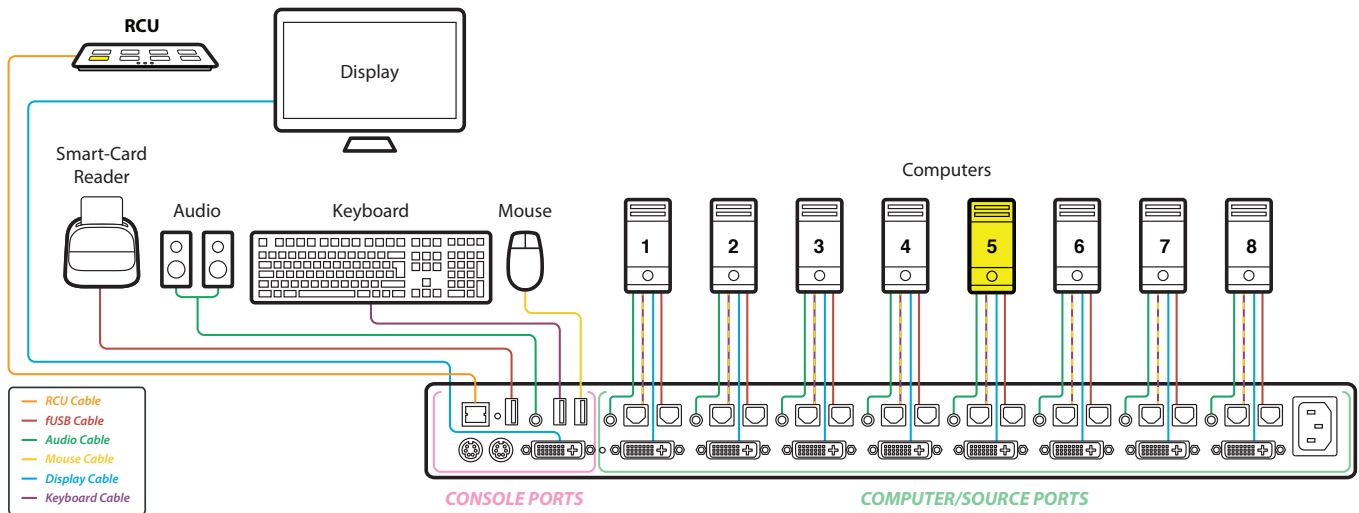 RCU
Display
Smart-Card
Reader
Audio
Keyboard
Mouse
Computers
1
2
3
4
5
6
7
8
RCU Cable
fUSB Cable
Audio Cable
Mouse Cable
Display Cable
Keyboard Cable
CONSOLE PORTS
COMPUTER/SOURCE PORTS